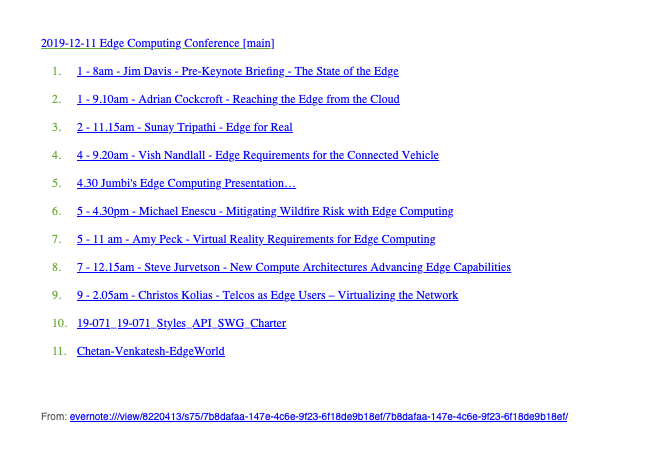 2019-12-11 Edge Computing Conference [main]
1. 1 - 8am - Jim Davis - Pre-Keynote Briefing - The State of the Edge
2. 1 - 9.10am - Adrian Cockcroft - Reaching the Edge from the Cloud
3. 2 - 11.15am - Sunay Tripathi - Edge for Real
4. 4 - 9.20am - Vish Nandlall - Edge Requirements for the Connected Vehicle
5. 4.30 Jumbi's Edge Computing Presentation…
6. 5 - 4.30pm - Michael Enescu - Mitigating Wildfire Risk with Edge Computing
7. 5 - 11 am - Amy Peck - Virtual Reality Requirements for Edge Computing
8. 7 - 12.15am - Steve Jurvetson - New Compute Architectures Advancing Edge Capabilities
9. 9 - 2.05am - Christos Kolias - Telcos as Edge Users – Virtualizing the Network
10. 19-071_19-071_Styles_API_SWG_Charter
11. Chetan-Venkatesh-EdgeWorld
From: evernote:///view/8220413/s75/7b8dafaa-147e-4c6e-9f23-6f18de9b18ef/7b8dafaa-147e-4c6e-9f23-6f18de9b18ef/